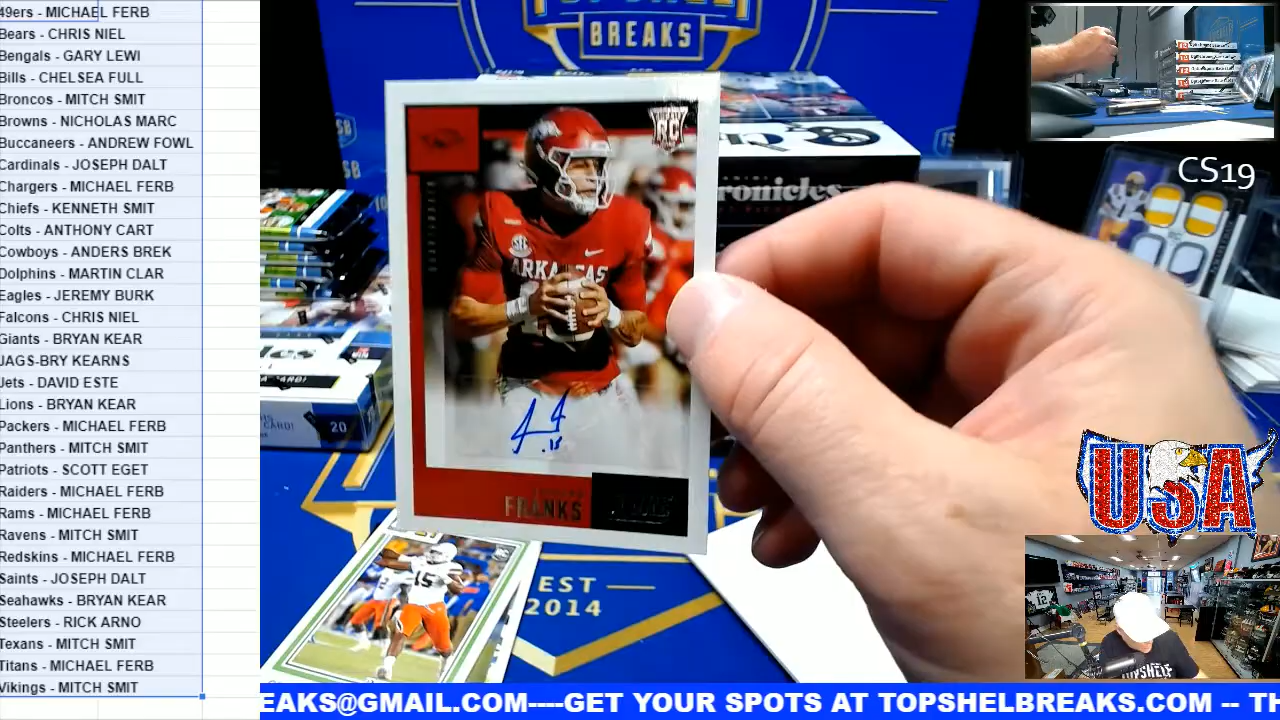 49ers - MICHAEL FERB
Bears - CHRIS NIEL
Bengals - GARY LEWI
Bills - CHELSEA FULL
Broncos - MITCH SMIT
Browns - NICHOLAS MARC
Buccaneers - ANDREW FOWL
Cardinals - JOSEPH DALT
Chargers - MICHAEL FERB
Chiefs - KENNETH SMIT
Colts - ANTHONY CART
Cowboys - ANDERS BREK
Dolphins - MARTIN CLAR
Eagles - JEREMY BURK
Falcons - CHRIS NIEL
Giants - BRYAN KEAR
JAGS-BRY KEARNS
Jets - DAVID ESTE
Lions - BRYAN KEAR
Packers - MICHAEL FERB
Panthers - MITCH SMIT
Patriots - SCOTT EGET
Raiders - MICHAEL FERB
Rams - MICHAEL FERB
Ravens - MITCH SMIT
Redskins - MICHAEL FERB
Saints - JOSEPH DALT
Seahawks - BRYAN KEAR
Steelers - RICK ARNO
Texans - MITCH SMIT
Titans - MICHAEL FERB
Vikings - MITCH SMIT
BREAKS
RC
SEC
ARKANSAS
FRANKS
SCORE
ronicles
20
15
EST
2014
CS19
USA
EAKS@GMAIL.COM----GET YOUR SPOTS AT TOPSHELBREAKS.COM -- TH